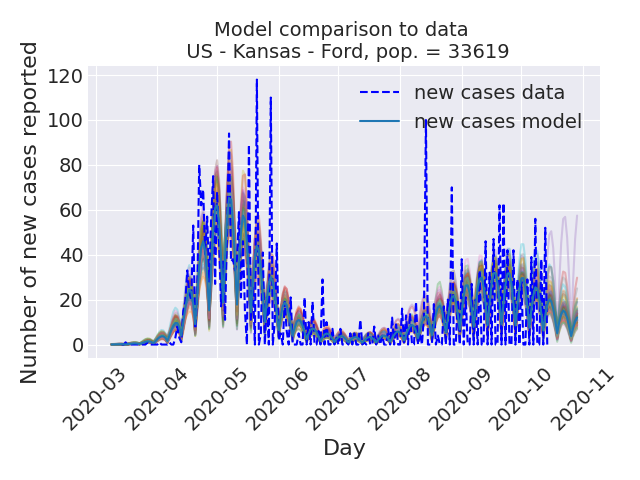 Model comparison to data
US - Kansas - Ford, pop. = 33619
Number of new cases reported
120
100
80
60
40
20
0
new cases data
new cases model
2020-03
2020-04
2020-05
2020-06
2020-07
2020-08
2020-09
2020-10
2020-11
Day